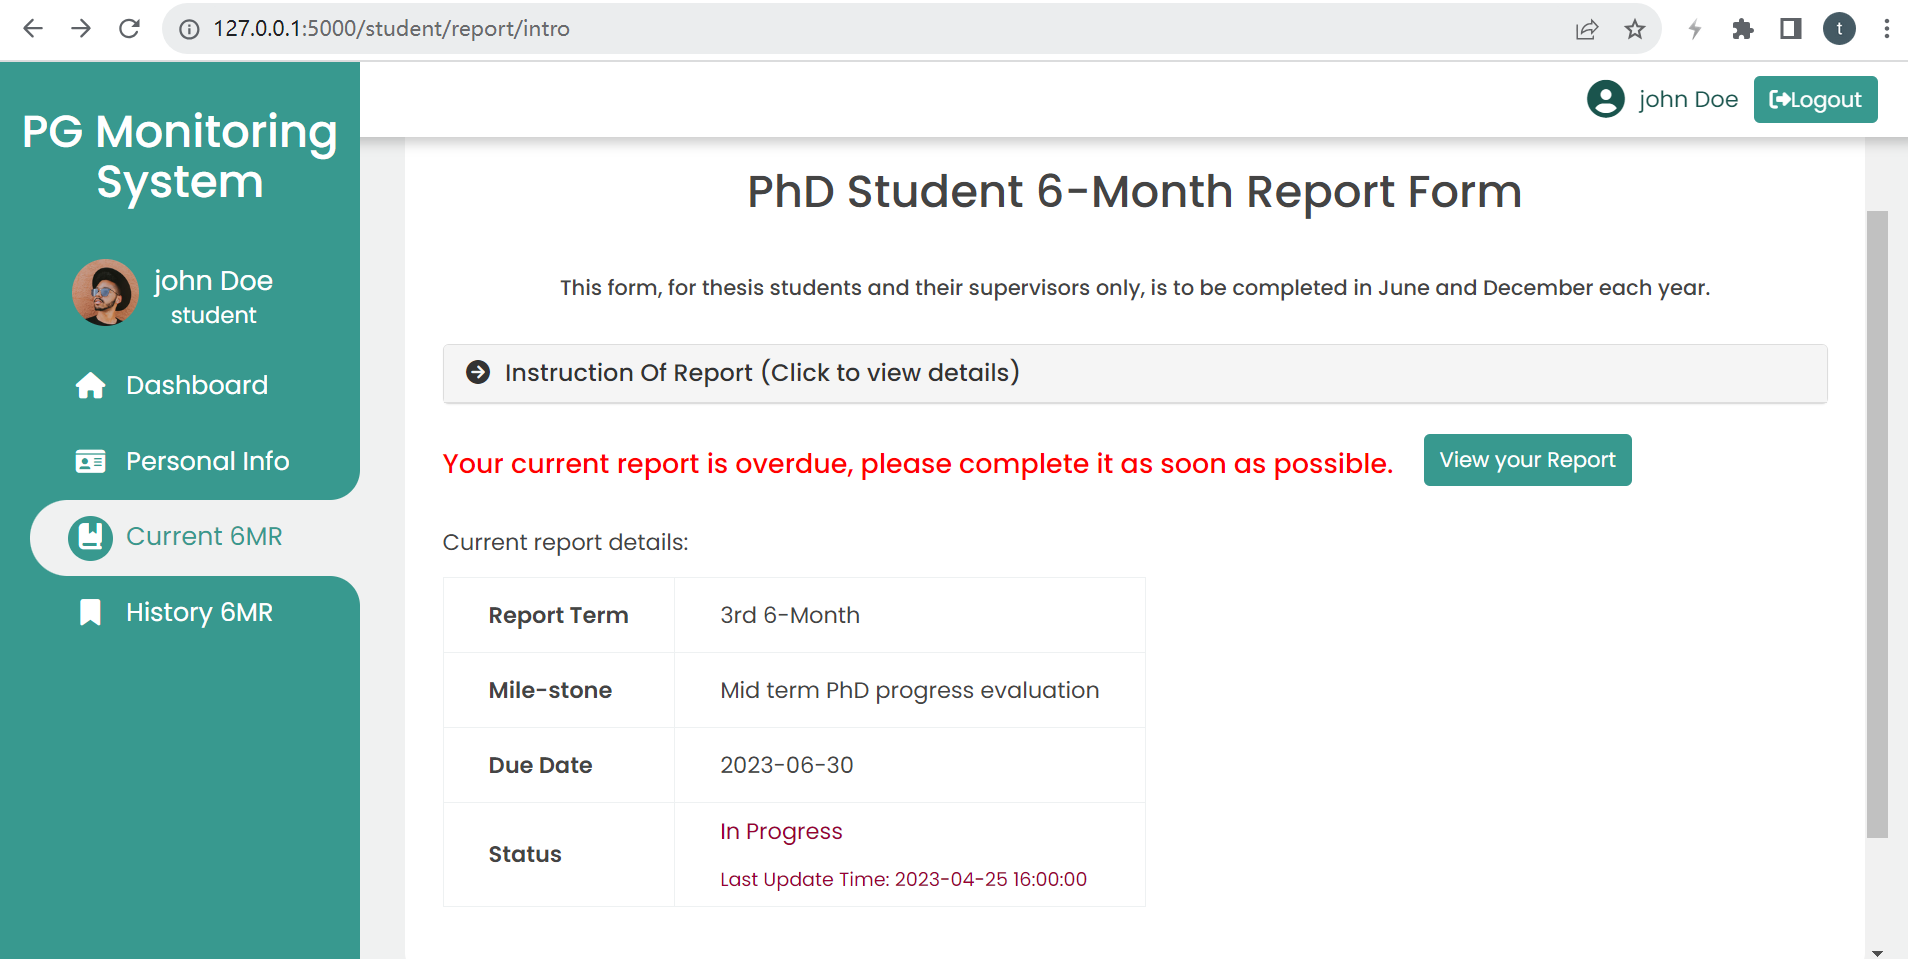 127.0.0.1:5000/student/report/intro
t
john Doe
Logout
PG Monitoring
System
john Doe
student
Dashboard
Personal Info
Current 6MR
History 6MR
PhD Student 6-Month Report Form
This form, for thesis students and their supervisors only, is to be completed in June and December each year.
Instruction Of Report (Click to view details)
Your current report is overdue, please complete it as soon as possible.
View your Report
Current report details:
Report Term
3rd 6-Month
Mile-stone
Mid term PhD progress evaluation
Due Date
2023-06-30
Status
In Progress
Last Update Time: 2023-04-25 16:00:00